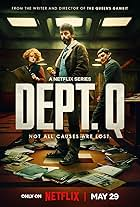 FROM THE WRITER AND DIRECTOR OF THE QUEEN'S GAMBIT
A NETFLIX SERIES
DEPT. Q
NOT ALL CAUSES ARE LOST.
ONLY ON NETFLIX | MAY 29